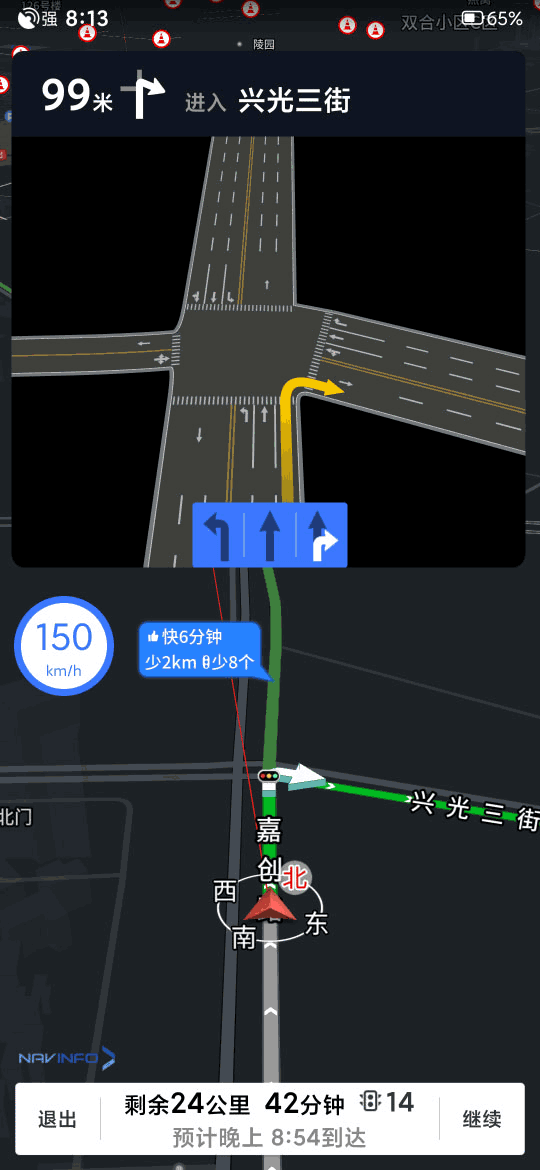 强 8:13
双合小区C区
65%
陵园
99米 进入 兴光三街
150
km/h
快6分钟
少2km 少8个
兴光三街
北门
嘉创
北
西
南
东
NAVINFO
退出
剩余24公里 42分钟 14
预计晚上 8:54到达
继续